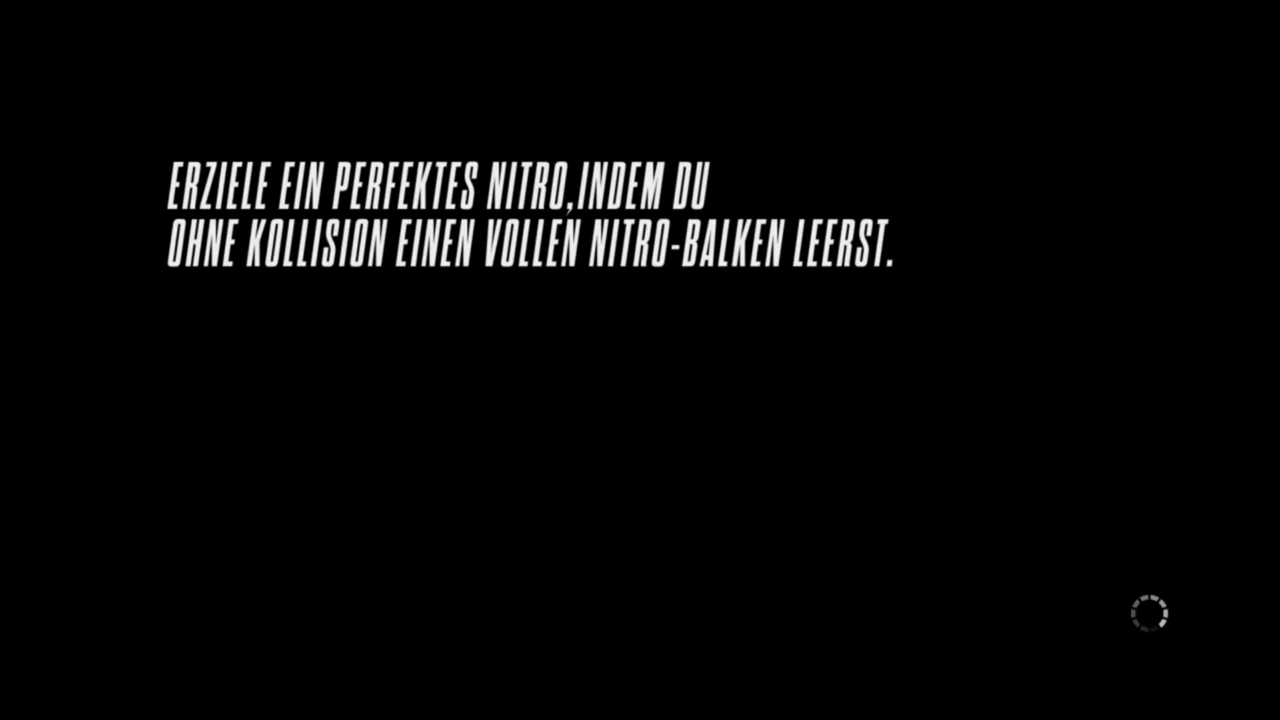 ERZIELE EIN PERFEKTES NITRO,INDEM DU
OHNE KOLLISION EINEN VOLLEN NITRO-BALKEN LEERST.